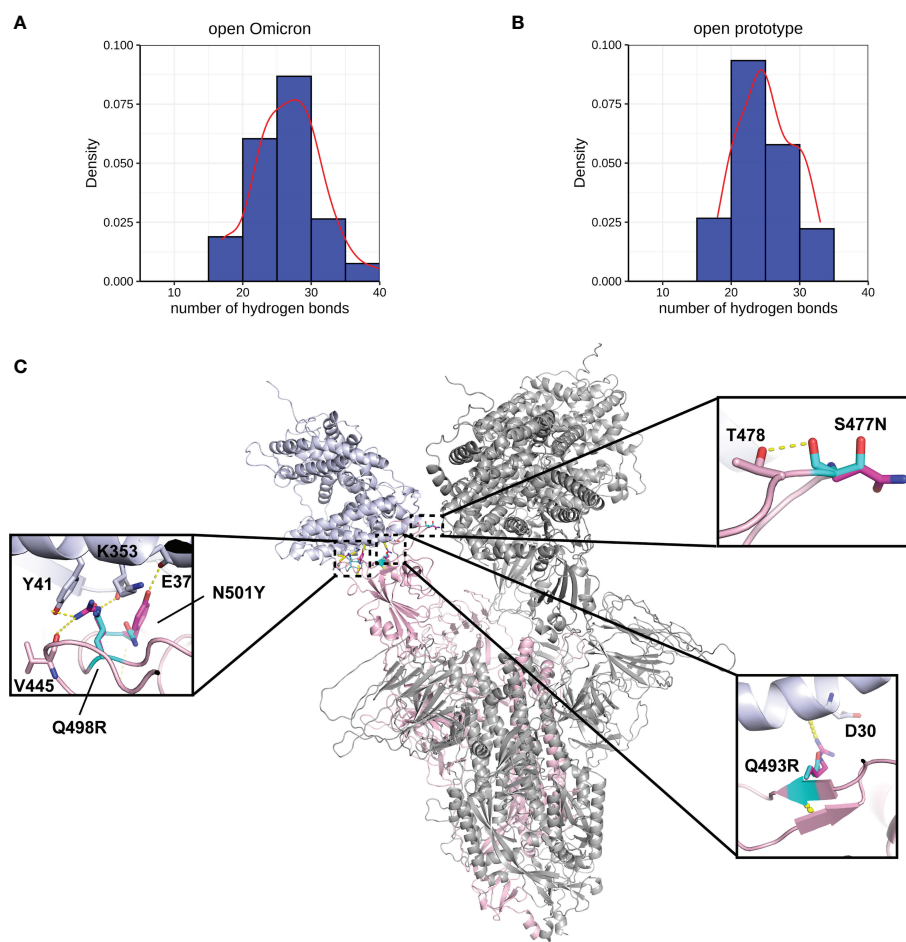 A
open Omicron
0.100
0.075
0.050
0.025
0.000
Density
10
20
30
40
number of hydrogen bonds
B
open prototype
0.100
0.075
0.050
0.025
0.000
Density
10
20
30
40
number of hydrogen bonds
C
T478
S477N
K353
Y41
E37
N501Y
V445
Q498R
D30
Q493R